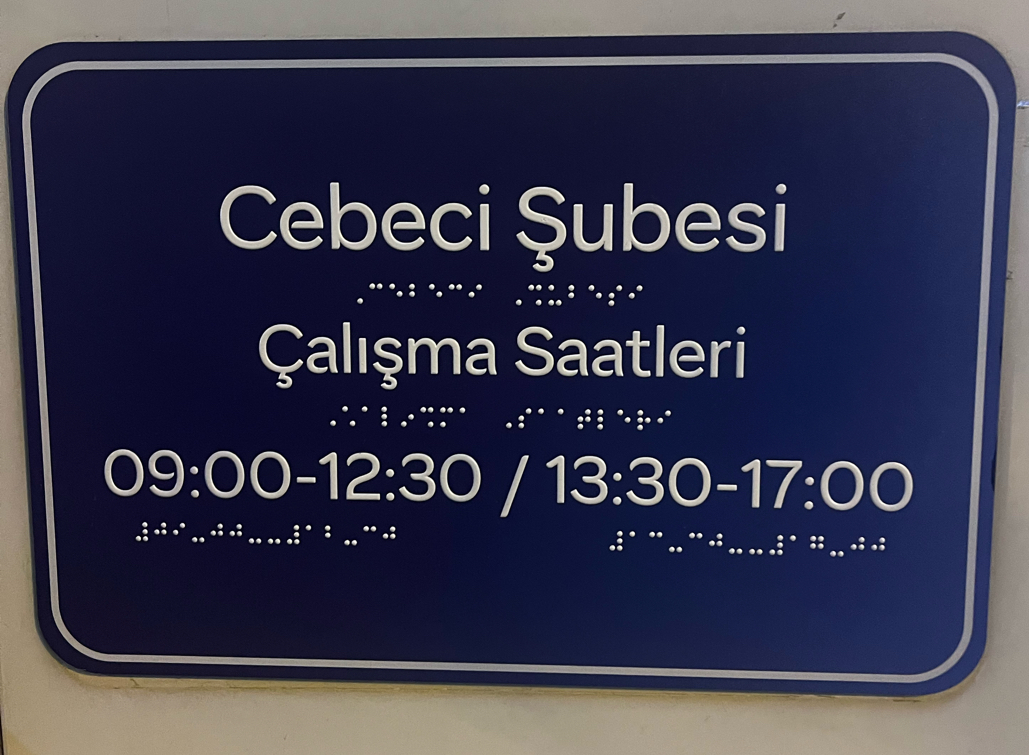 Cebeci Şubesi
Çalışma Saatleri
09:00-12:30 / 13:30-17:00